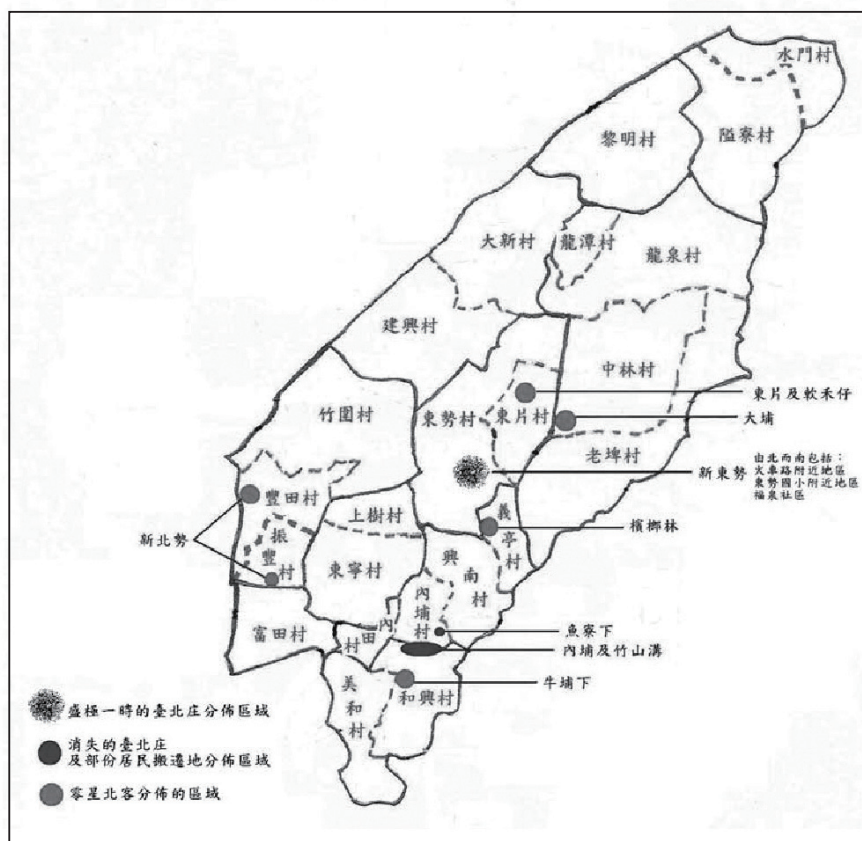 水門村
隘寮村
黎明村
大新村
龍潭村
龍泉村
建興村
中林村
竹圍村
東勢村
東片村
東片及軟禾仔
大埔
老埤村
新東勢
由北而南包括：
火車路附近地區
東勢國小附近地區
福泉社區
豐田村
上樹村
義亭村
檳榔林
新北勢
振豐村
東寧村
興南村
內埔村
魚寮下
內埔及竹山溝
富田村
內田村
美和村
和興村
牛埔下
盛極一時的臺北庄分佈區域
消失的臺北庄
及部份居民搬遷地分佈區域
零星北客分佈的區域